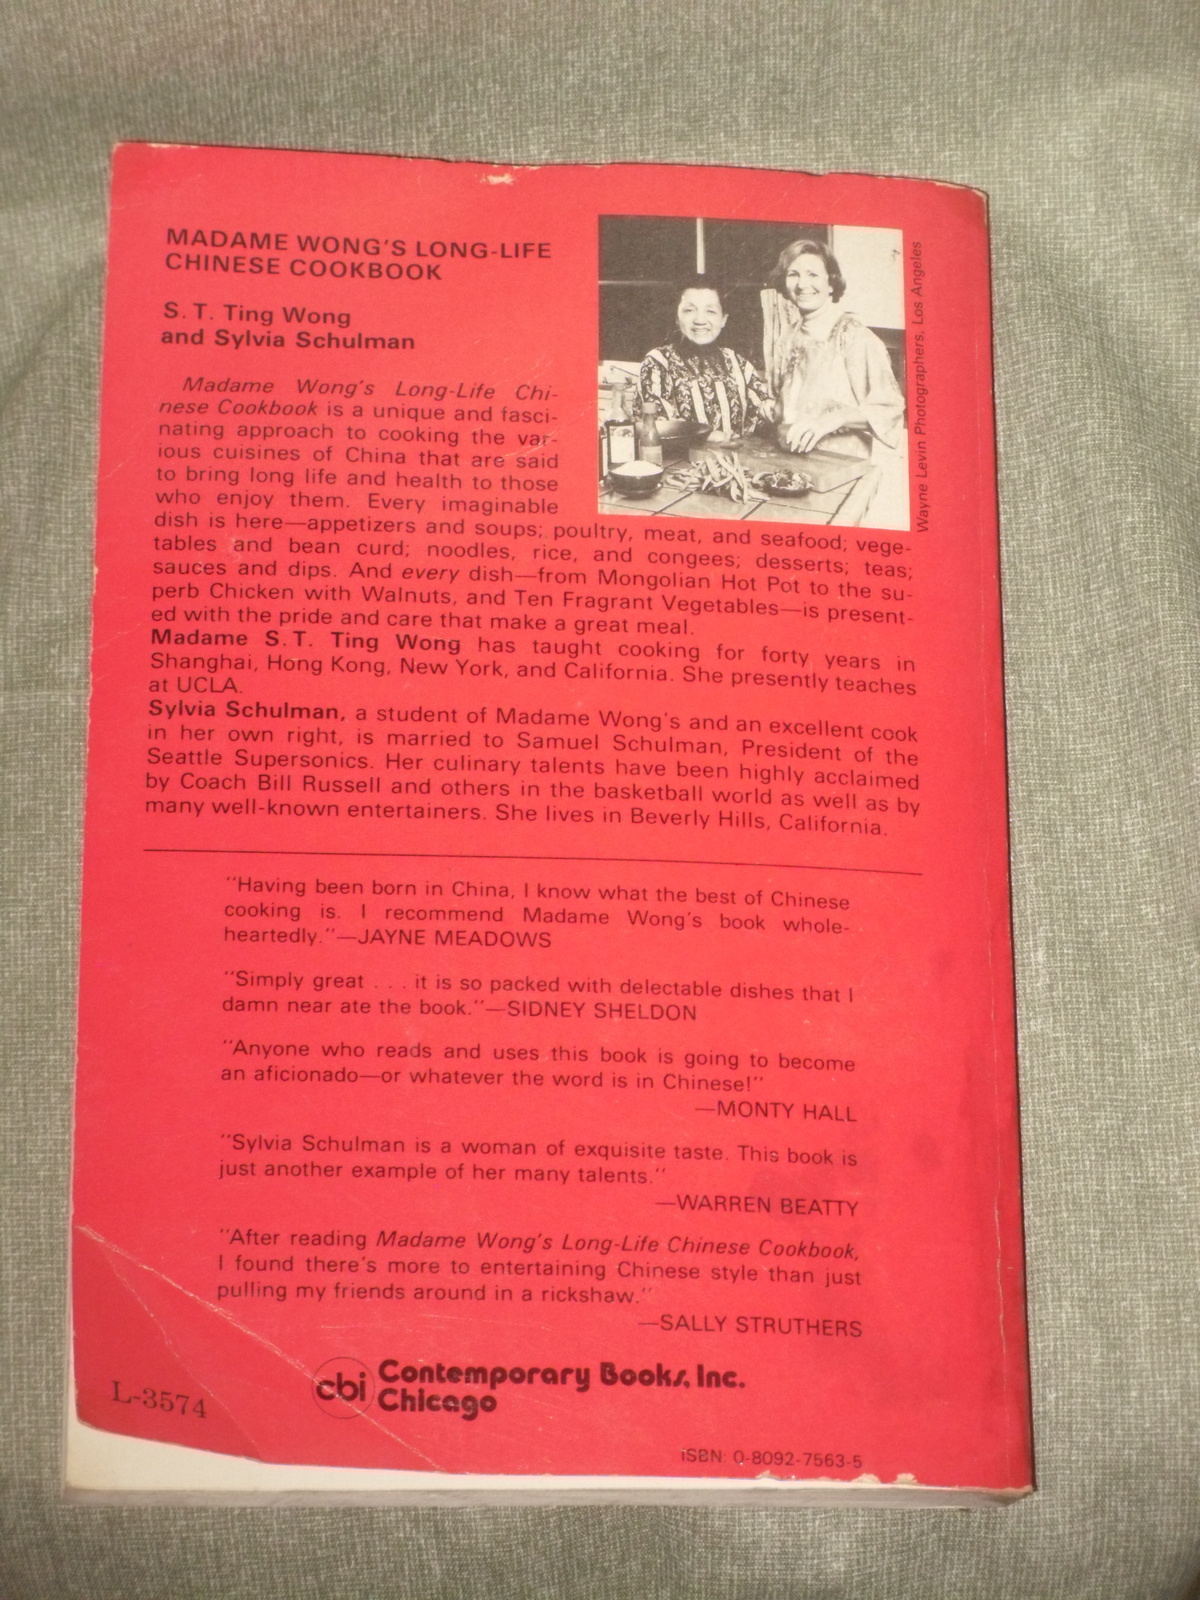 MADAME WONG'S LONG-LIFE
CHINESE COOKBOOK
S. T. Ting Wong
and Sylvia Schulman
Wayne Levin Photographers, Los Angeles
Madame Wong's Long-Life Chi-
nese Cookbook is a unique and fasci-
nating approach to cooking the var-
ious cuisines of China that are said
to bring long life and health to those
who enjoy them. Every imaginable
dish is here—appetizers and soups; poultry, meat, and seafood; vege-
tables and bean curd; noodles, rice, and congees; desserts; teas;
sauces and dips. And every dish—from Mongolian Hot Pot to the su-
perb Chicken with Walnuts, and Ten Fragrant Vegetables—is present-
ed with the pride and care that make a great meal.
Madame S. T. Ting Wong has taught cooking for forty years in
Shanghai, Hong Kong, New York, and California. She presently teaches
at UCLA.
Sylvia Schulman, a student of Madame Wong's and an excellent cook
in her own right, is married to Samuel Schulman, President of the
Seattle Supersonics. Her culinary talents have been highly acclaimed
by Coach Bill Russell and others in the basketball world as well as by
many well-known entertainers. She lives in Beverly Hills, California.
"Having been born in China, I know what the best of Chinese
cooking is. I recommend Madame Wong's book whole-
heartedly."—JAYNE MEADOWS
"Simply great . . . it is so packed with delectable dishes that I
damn near ate the book."—SIDNEY SHELDON
"Anyone who reads and uses this book is going to become
an aficionado—or whatever the word is in Chinese!"
—MONTY HALL
"Sylvia Schulman is a woman of exquisite taste. This book is
just another example of her many talents."
—WARREN BEATTY
"After reading Madame Wong's Long-Life Chinese Cookbook,
I found there's more to entertaining Chinese style than just
pulling my friends around in a rickshaw."
—SALLY STRUTHERS
cbi Contemporary Books, Inc.
Chicago
L-3574
ISBN: 0-8092-7563-5